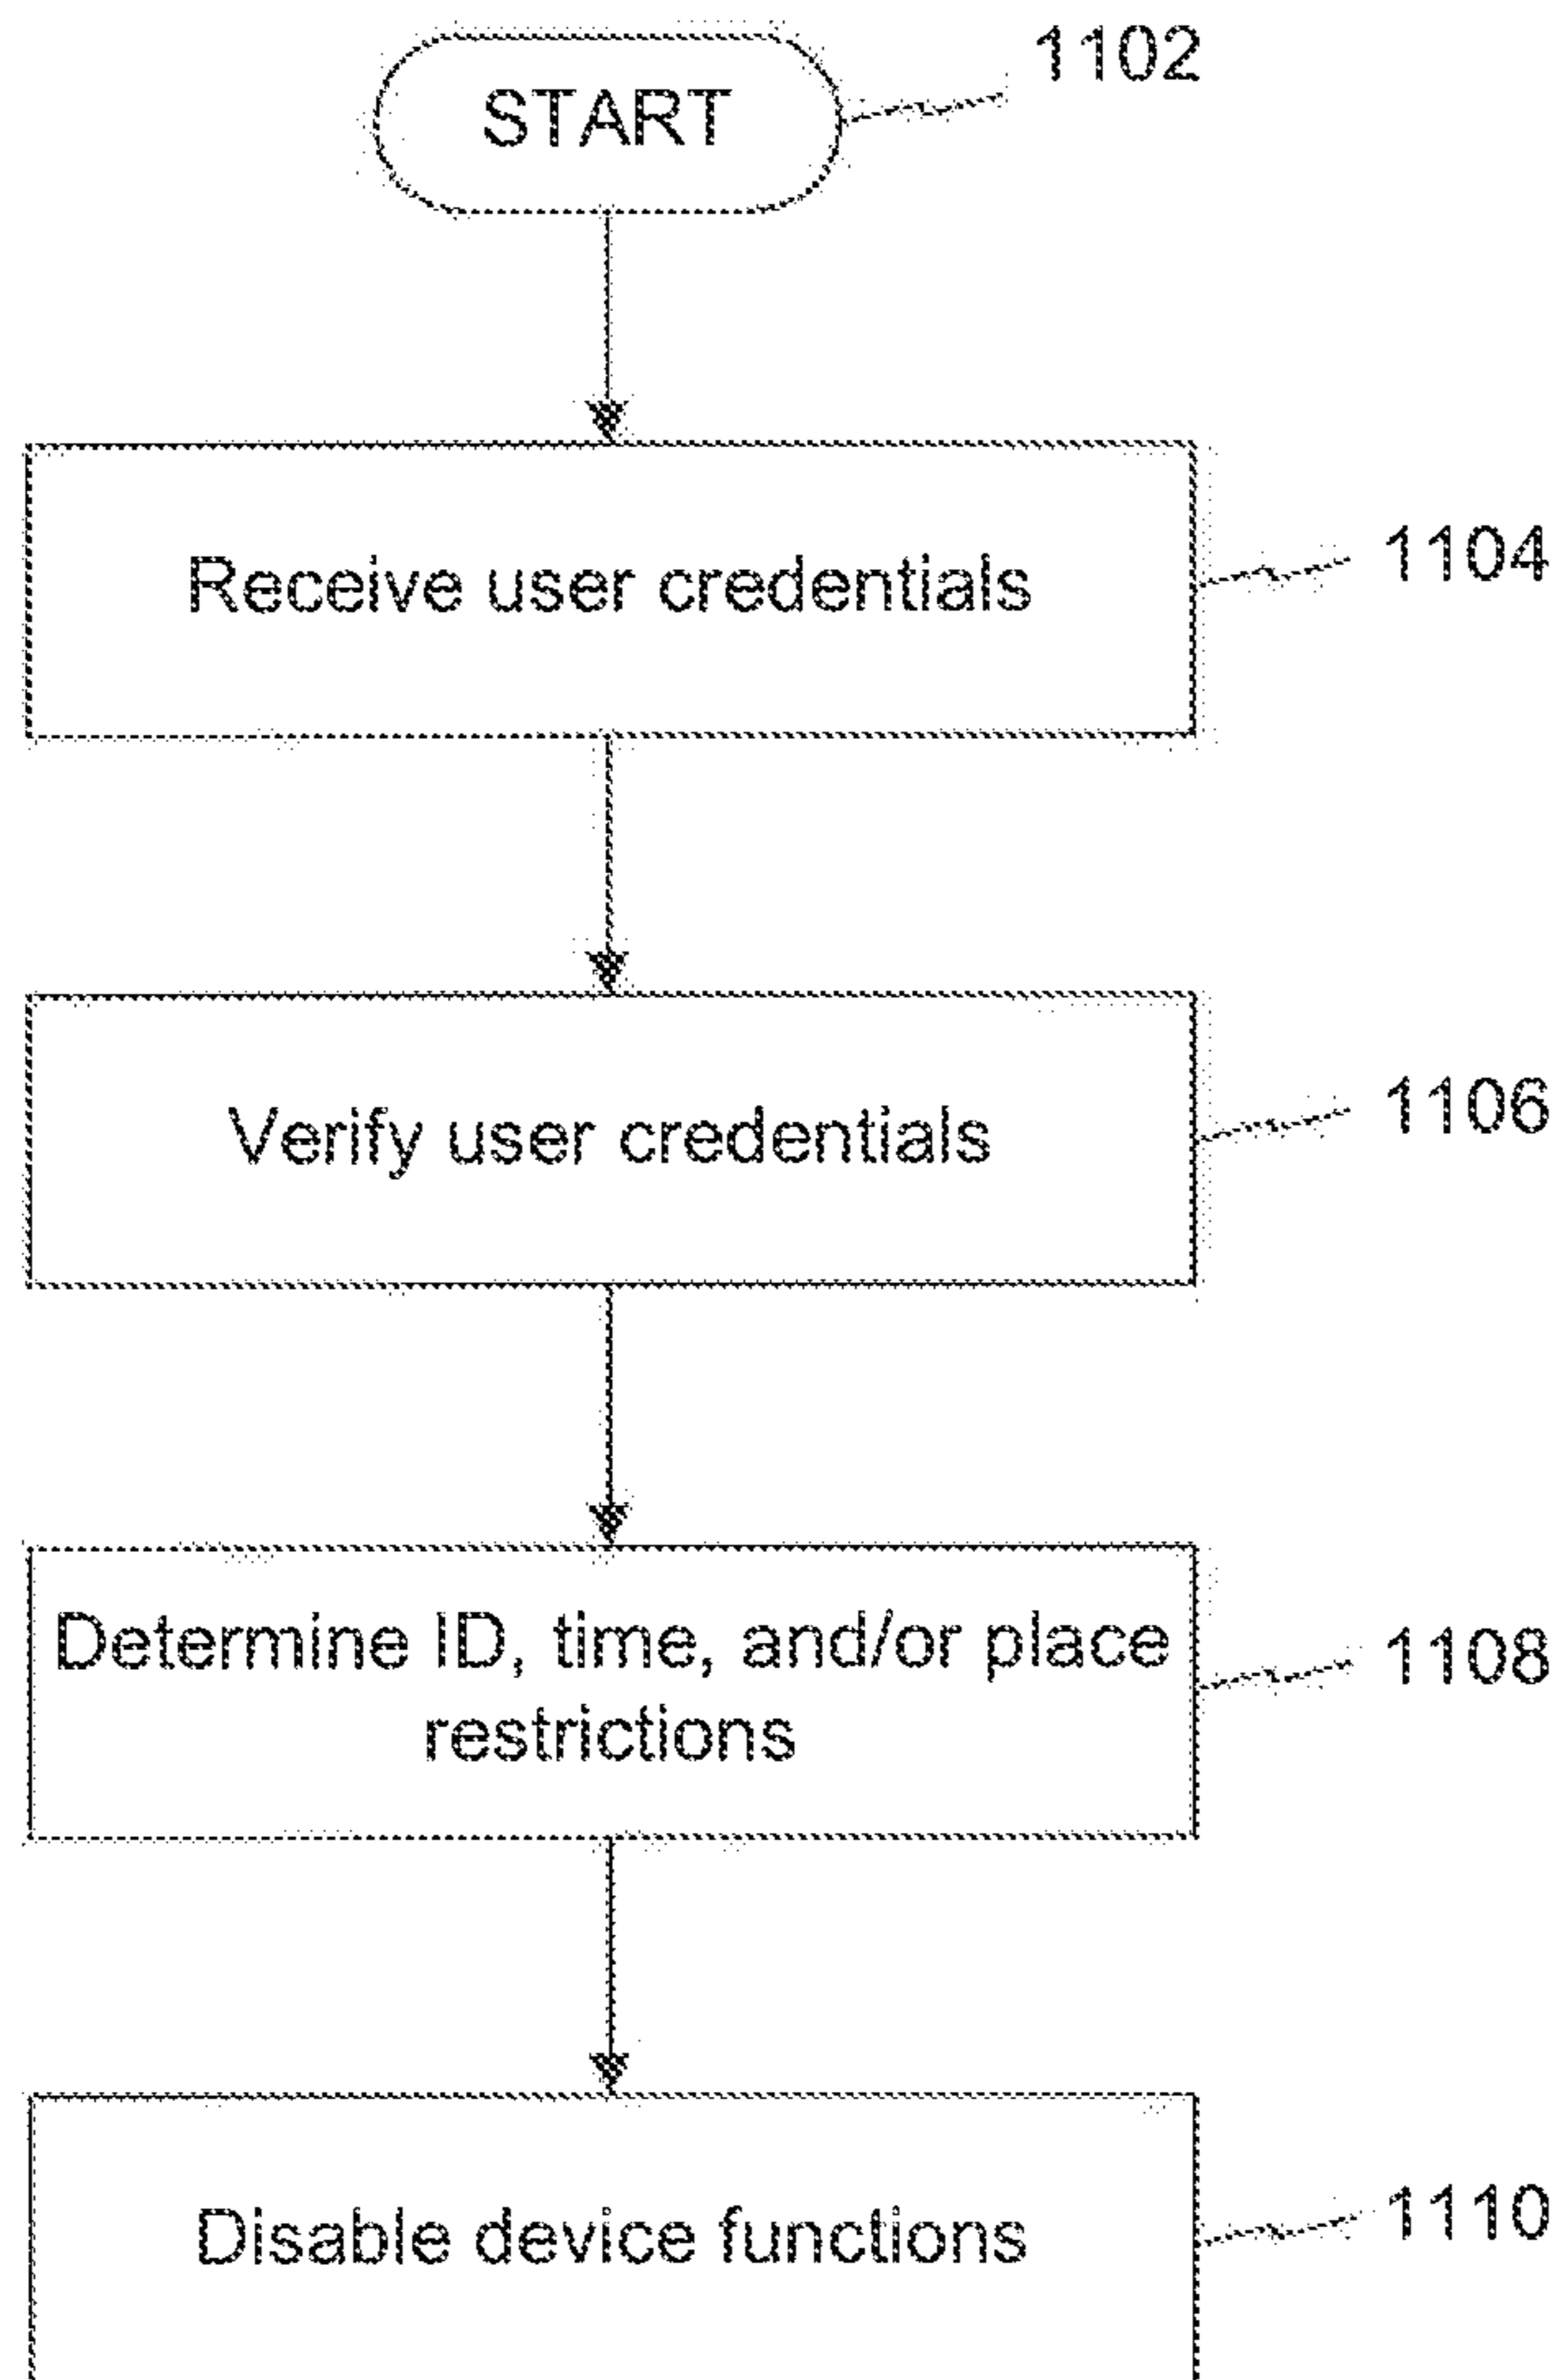 START
1102
Receive user credentials
1104
Verify user credentials
1106
Determine ID, time, and/or place
restrictions
1108
Disable device functions
1110